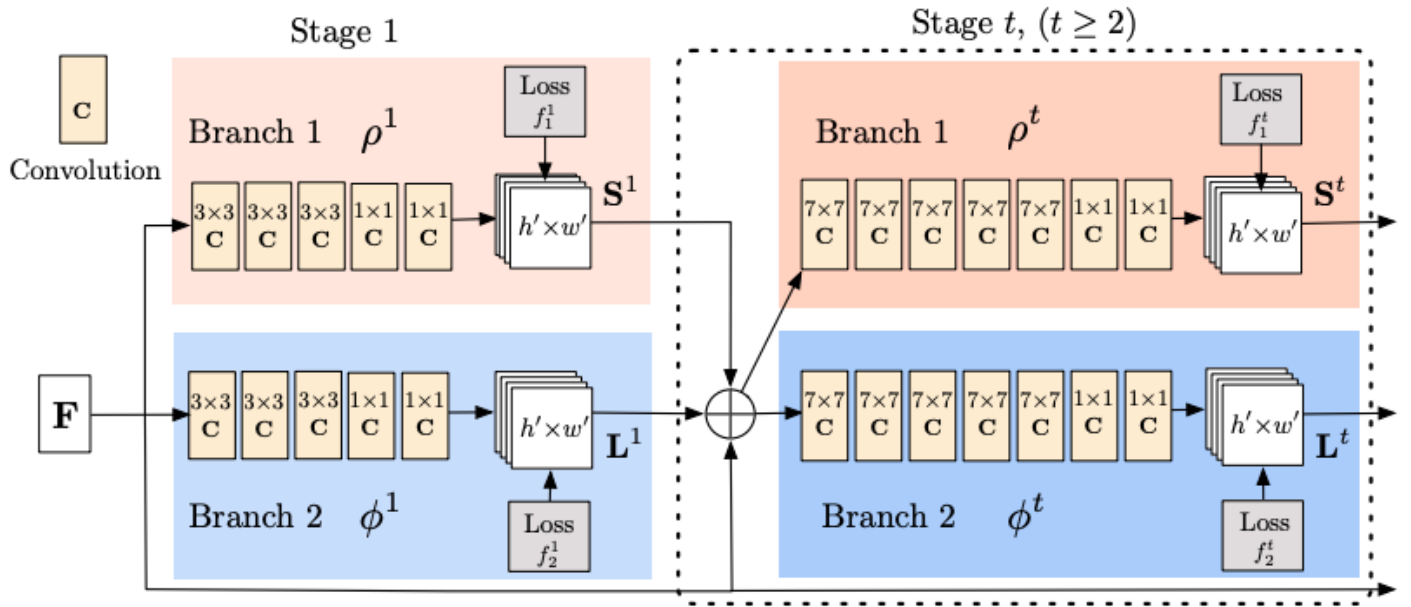 Stage 1
Stage t, (t ≥ 2)
C
Convolution
Branch 1 ρ¹
Loss
f₁¹
3×3 3×3 3×3 1×1 1×1
C C C C C
h′×w′
S¹
Branch 1 ρᵗ
Loss
f₁ᵗ
7×7 7×7 7×7 7×7 7×7 1×1 1×1
C C C C C C C
h′×w′
Sᵗ
F
3×3 3×3 3×3 1×1 1×1
C C C C C
h′×w′
L¹
Branch 2 ϕ¹
Loss
f₂¹
7×7 7×7 7×7 7×7 7×7 1×1 1×1
C C C C C C C
h′×w′
Lᵗ
Branch 2 ϕᵗ
Loss
f₂ᵗ